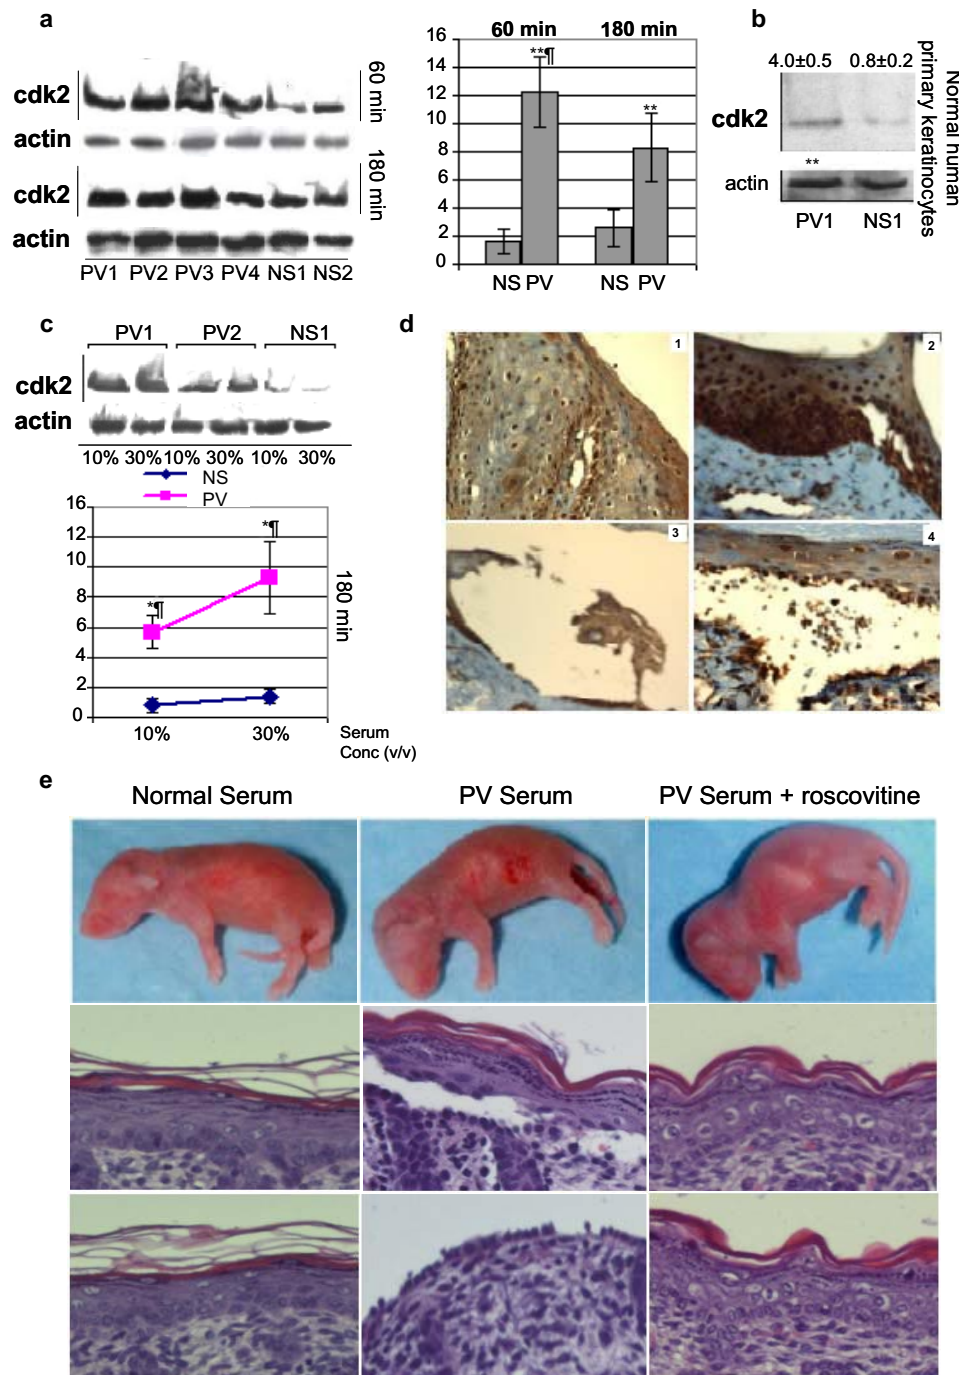 a
cdk2
actin
cdk2
actin
60 min
180 min
PV1 PV2 PV3 PV4 NS1 NS2
60 min 180 min
16
14
12
10
8
6
4
2
0
**¶
**
NS PV NS PV
b
4.0±0.5 0.8±0.2
cdk2
**
actin
PV1 NS1
Normal human
primary keratinocytes
c
PV1 PV2 NS1
cdk2
actin
10% 30% 10% 30% 10% 30%
NS
PV
16
12
10
8
6
4
2
0
*¶
*¶
180 min
10% 30%
Serum
Conc (v/v)
d
1
2
3
4
e
Normal Serum PV Serum PV Serum + roscovitine